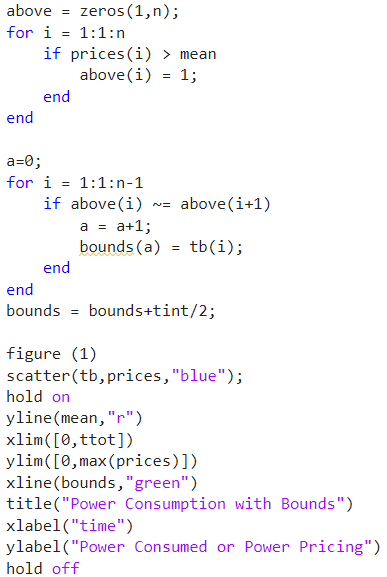 above = zeros(1,n);
for i = 1:1:n
    if prices(i) > mean
        above(i) = 1;
    end
end

a=0;
for i = 1:1:n-1
    if above(i) ~= above(i+1)
        a = a+1;
        bounds(a) = tb(i);
    end
end
bounds = bounds+tint/2;

figure (1)
scatter(tb,prices,"blue");
hold on
yline(mean,"r")
xlim([0,ttot])
ylim([0,max(prices)])
xline(bounds,"green")
title("Power Consumption with Bounds")
xlabel("time")
ylabel("Power Consumed or Power Pricing")
hold off